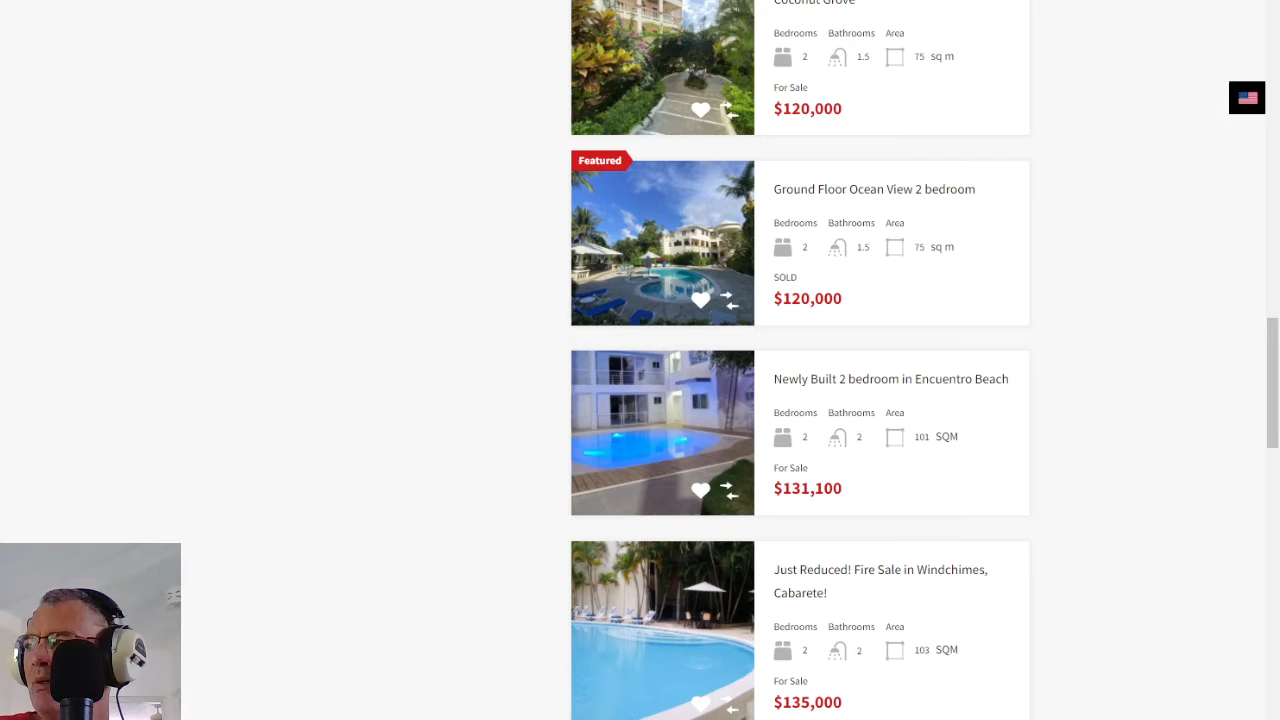 Coconut Grove
Bedrooms Bathrooms Area
2 1.5 75 sq m
For Sale
$120,000
Featured
Ground Floor Ocean View 2 bedroom
Bedrooms Bathrooms Area
2 1.5 75 sq m
SOLD
$120,000
Newly Built 2 bedroom in Encuentro Beach
Bedrooms Bathrooms Area
2 2 101 SQM
For Sale
$131,100
Just Reduced! Fire Sale in Windchimes,
Cabarete!
Bedrooms Bathrooms Area
2 2 103 SQM
For Sale
$135,000